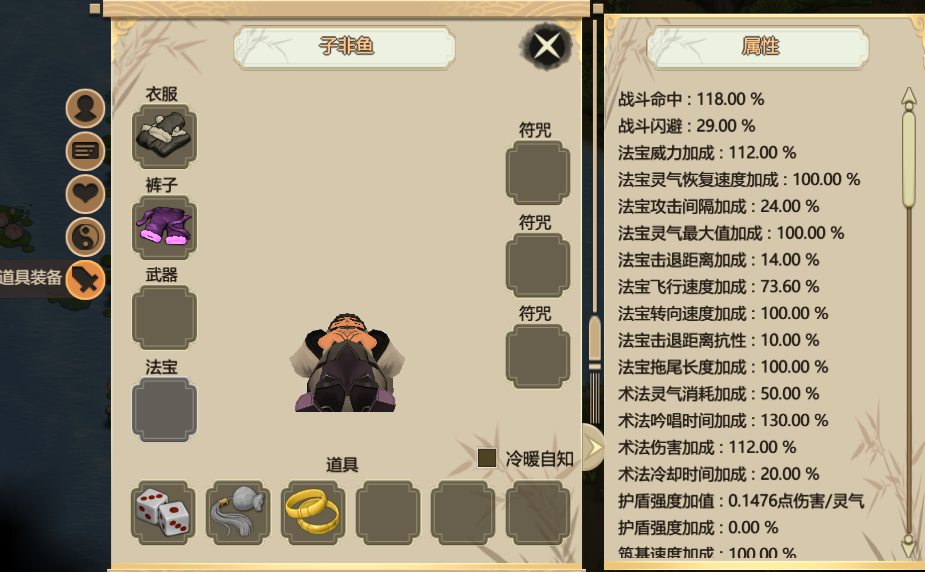 子非鱼
衣服
裤子
武器
法宝
符咒
符咒
符咒
道具装备
冷暖自知
道具
属性
战斗命中 : 118.00 %
战斗闪避 : 29.00 %
法宝威力加成 : 112.00 %
法宝灵气恢复速度加成 : 100.00 %
法宝攻击间隔加成 : 24.00 %
法宝灵气最大值加成 : 100.00 %
法宝击退距离加成 : 14.00 %
法宝飞行速度加成 : 73.60 %
法宝转向速度加成 : 100.00 %
法宝击退距离抗性 : 10.00 %
法宝拖尾长度加成 : 100.00 %
术法灵气消耗加成 : 50.00 %
术法吟唱时间加成 : 130.00 %
术法伤害加成 : 112.00 %
术法冷却时间加成 : 20.00 %
护盾强度加值 : 0.1476点伤害/灵气
护盾强度加成 : 0.00 %
筑基速度加成 : 100.00 %